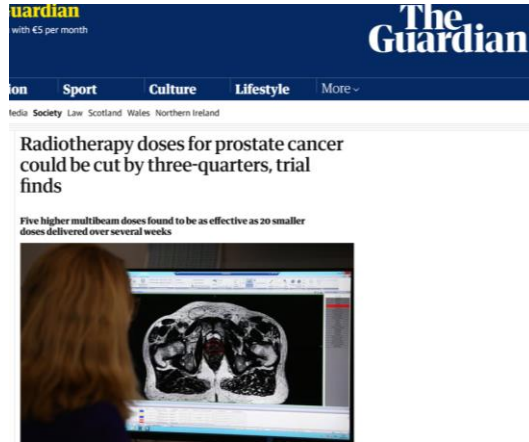 uardian
with €5 per month
The
Guardian
ion Sport Culture Lifestyle More
Media Society Law Scotland Wales Northern Ireland
Radiotherapy doses for prostate cancer
could be cut by three-quarters, trial
finds
Five higher multibeam doses found to be as effective as 20 smaller
doses delivered over several weeks